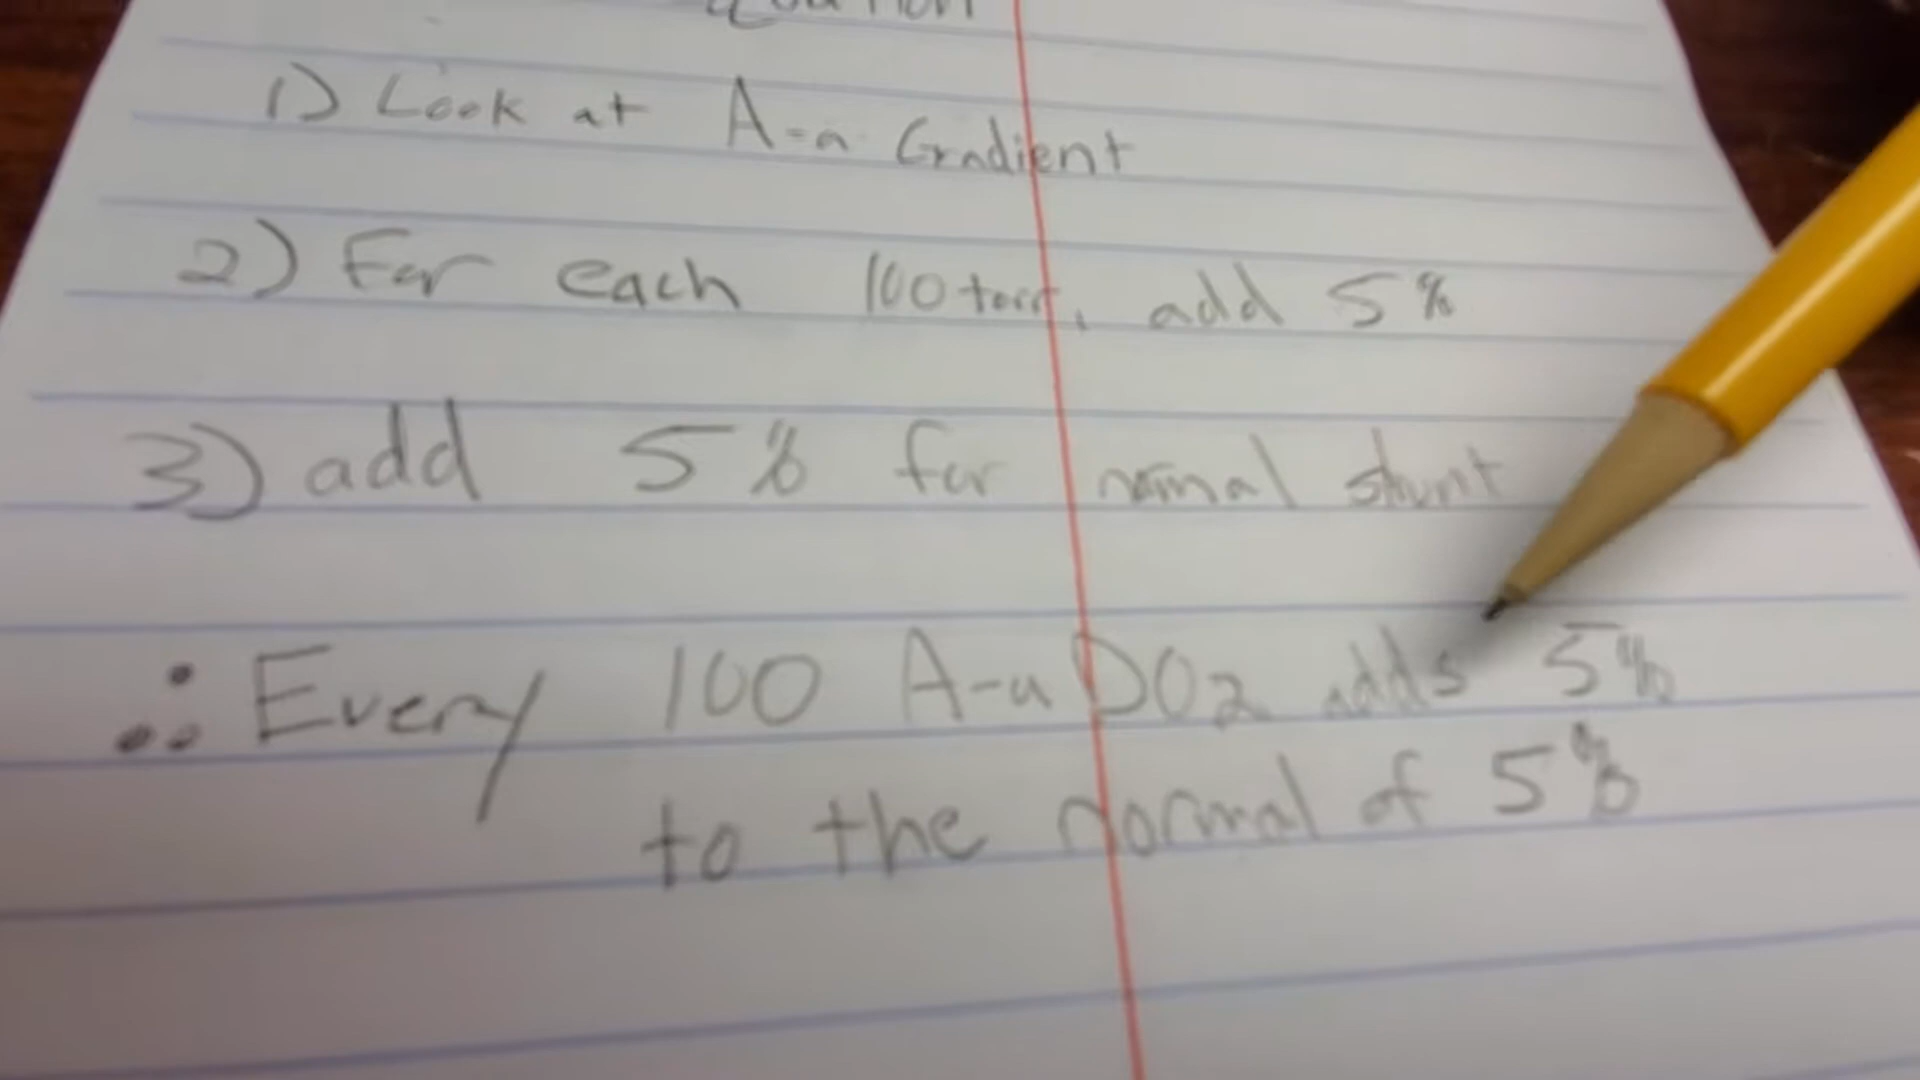 1) Look at A-a Gradient
2) For each 100 torr, add 5%
3) add 5% for normal shunt
∴ Every 100 A-a DO2 adds 5%
to the normal of 5%